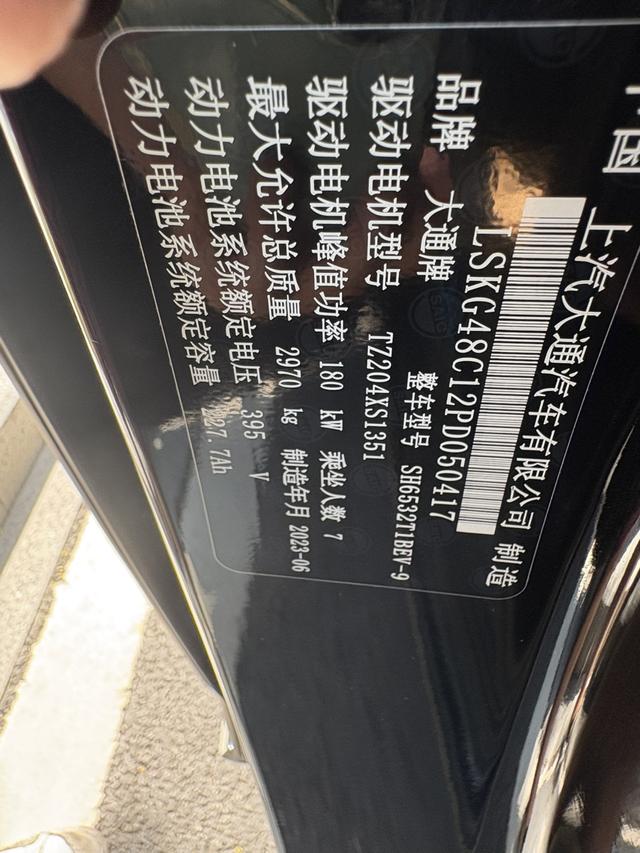 中国 上汽大通汽车有限公司 制造
LSKG48C12PD050417
品牌 大通牌 整车型号 SH6532T1BEV-9
驱动电机型号 TZ204XS1351
驱动电机峰值功率 180 kW 乘坐人数 7
最大允许总质量 2970 kg 制造年月 2023-06
动力电池系统额定电压 395 V
动力电池系统额定容量 227.7Ah